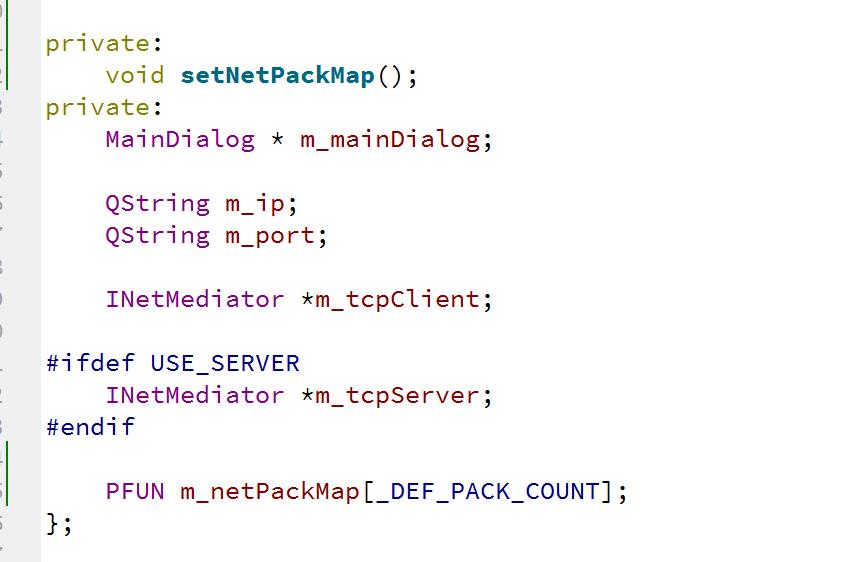 private:
    void setNetPackMap();
private:
    MainDialog * m_mainDialog;
    QString m_ip;
    QString m_port;
    INetMediator *m_tcpClient;
#ifdef USE_SERVER
    INetMediator *m_tcpServer;
#endif
    PFUN m_netPackMap[_DEF_PACK_COUNT];
};